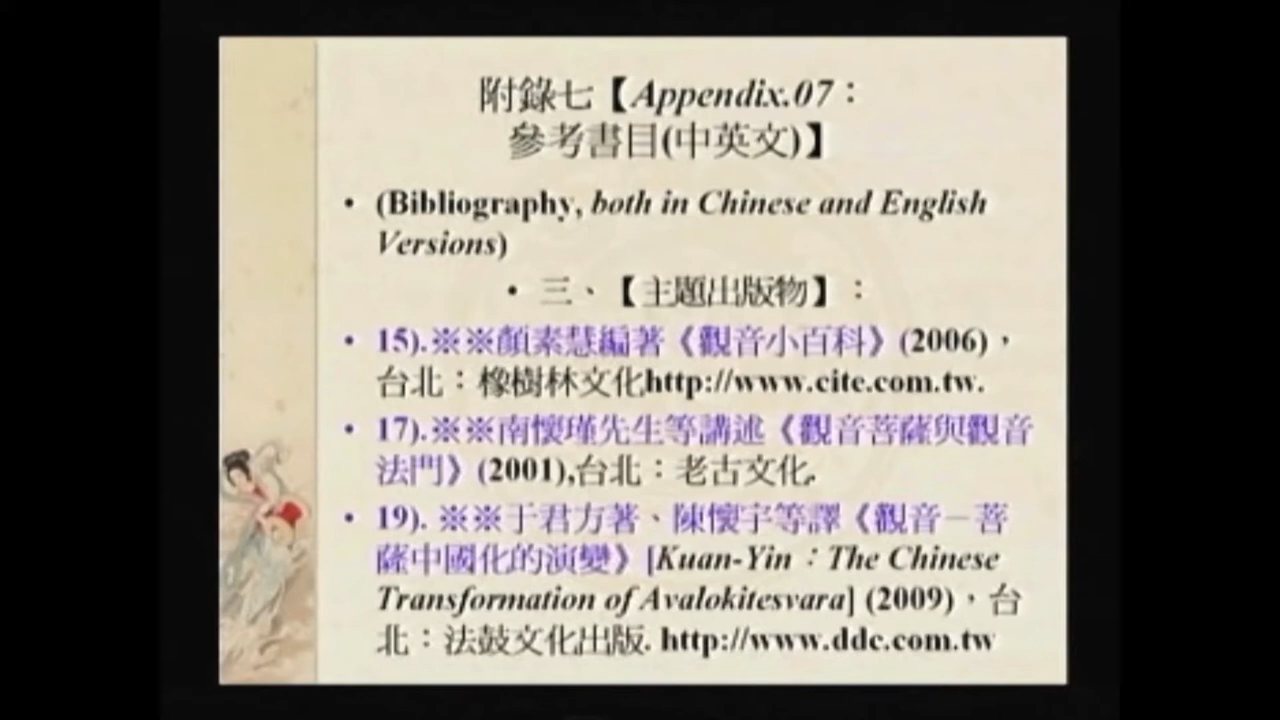 附錄七【Appendix.07：
參考書目(中英文)】
• (Bibliography, both in Chinese and English
Versions)
• 三、【主題出版物】：
• 15).※※顏素慧編著《觀音小百科》(2006)，
台北：橡樹林文化http://www.cite.com.tw.
• 17).※※南懷瑾先生等講述《觀音菩薩與觀音
法門》(2001),台北：老古文化.
• 19). ※※于君方著、陳懷宇等譯《觀音－菩
薩中國化的演變》[Kuan-Yin：The Chinese
Transformation of Avalokitesvara] (2009)，台
北：法鼓文化出版. http://www.ddc.com.tw